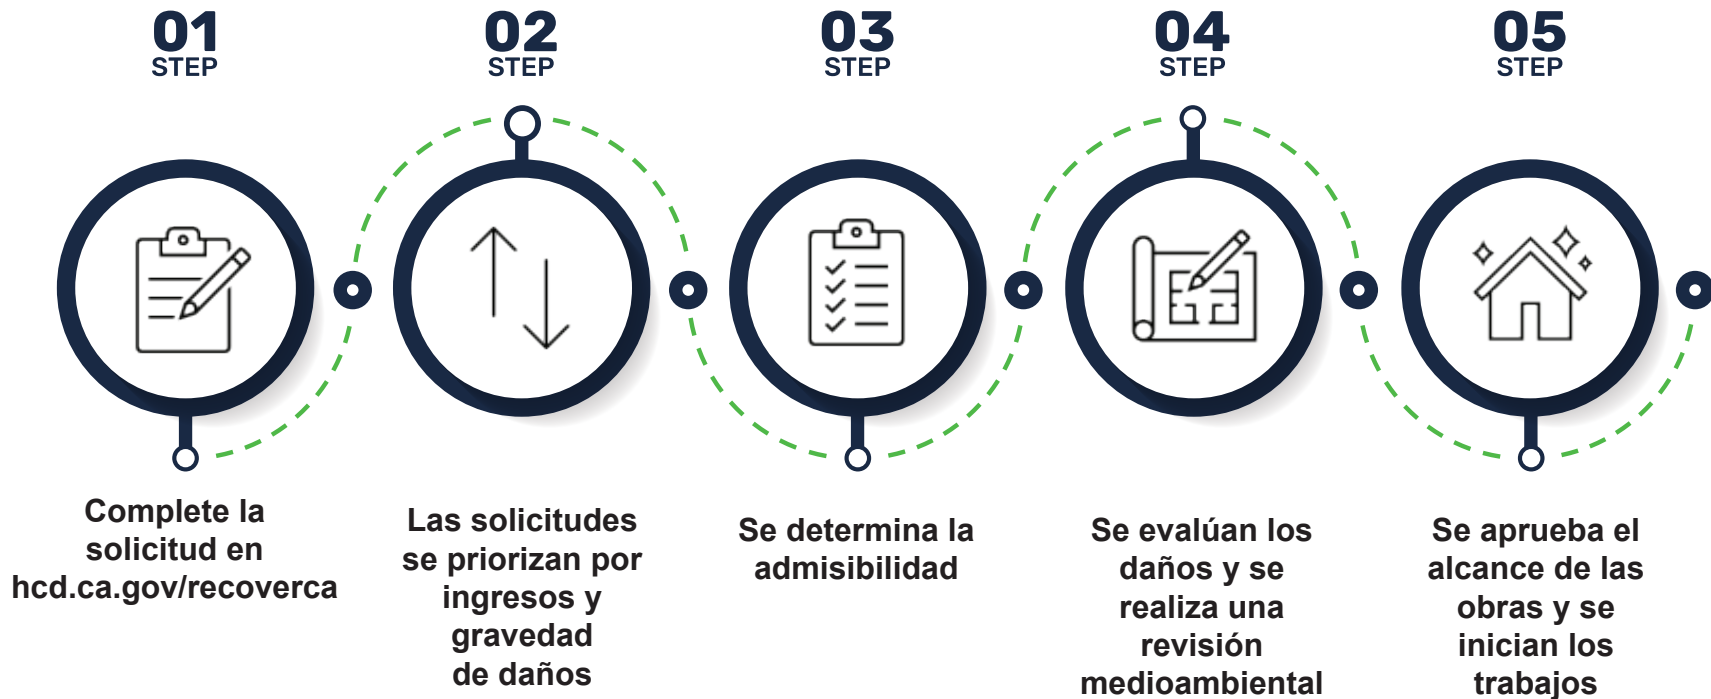 01
STEP
02
STEP
03
STEP
04
STEP
05
STEP
Complete la
solicitud en
hcd.ca.gov/recoverca
Las solicitudes
se priorizan por
ingresos y
gravedad
de daños
Se determina la
admisibilidad
Se evalúan los
daños y se
realiza una
revisión
medioambiental
Se aprueba el
alcance de las
obras y se
inician los
trabajos